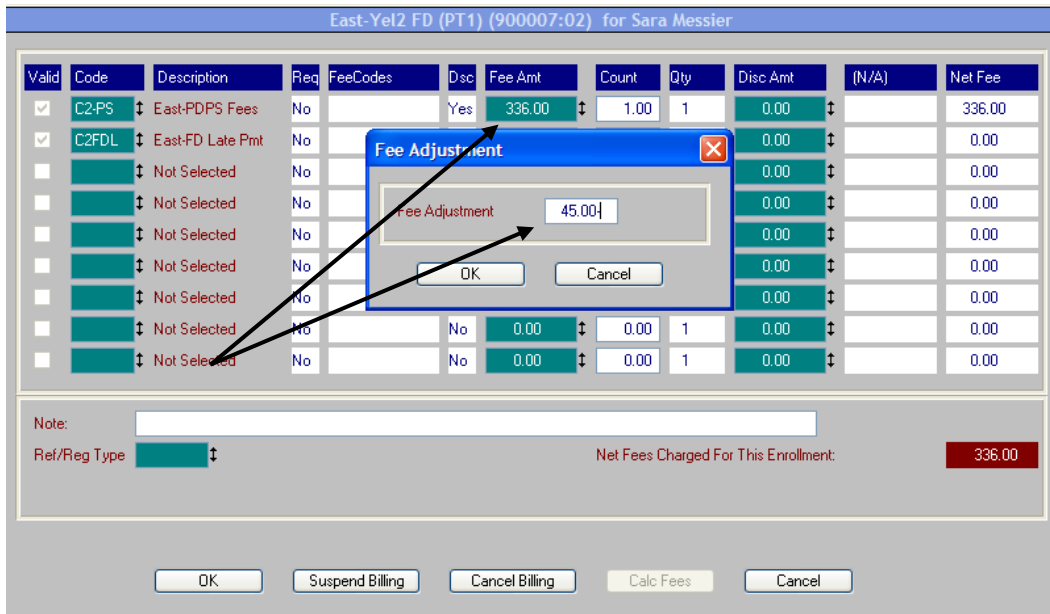 East-Yel2 FD (PT1) (900007:02) for Sara Messier
Valid Code Description Req FeeCodes Dsc Fee Amt Count Qty Disc Amt (N/A) Net Fee
C2-PS East-PDPS Fees No Yes 336.00 1.00 1 0.00 336.00
C2FDL East-FD Late Pmt No 0.00 0.00
Not Selected No 0.00 0.00
Not Selected No 0.00 0.00
Not Selected No 0.00 0.00
Not Selected No 0.00 0.00
Not Selected No 0.00 0.00
Not Selected No No 0.00 0.00 1 0.00 0.00
Not Selected No No 0.00 0.00 1 0.00 0.00
Fee Adjustment
Fee Adjustment 45.00-
OK Cancel
Note:
Ref/Reg Type Net Fees Charged For This Enrollment: 336.00
OK Suspend Billing Cancel Billing Calc Fees Cancel